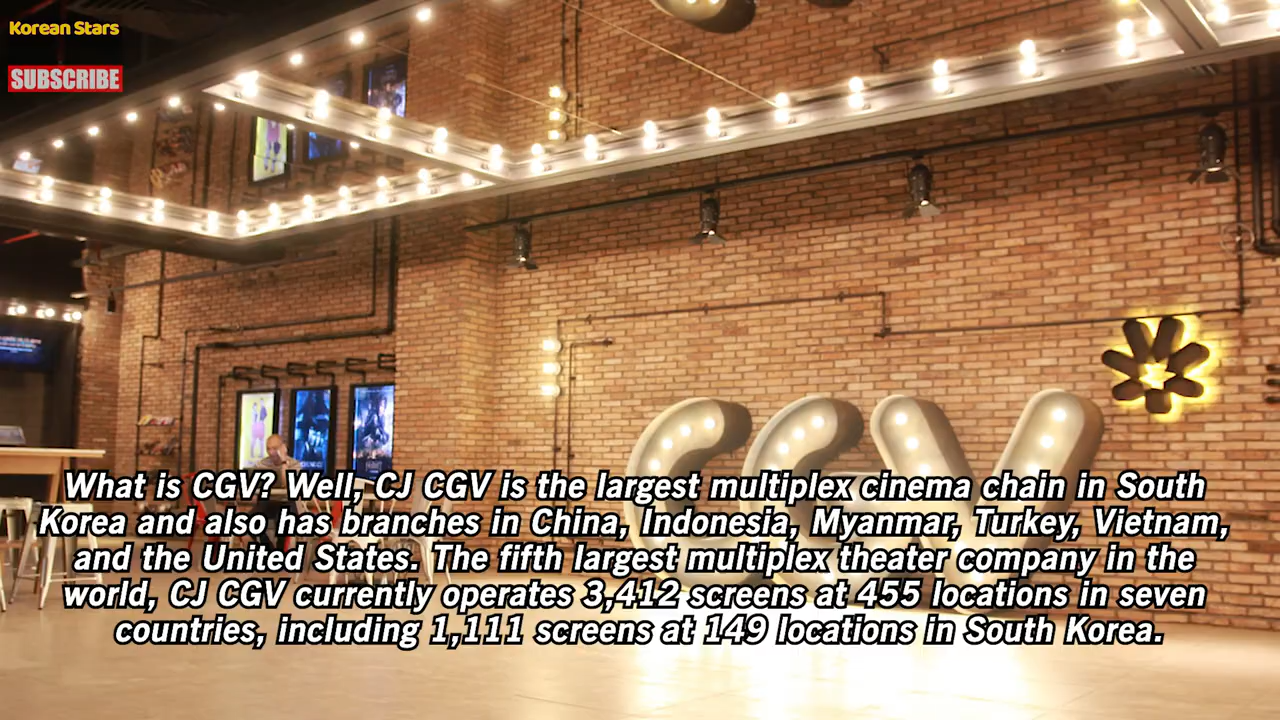 Korean Stars
SUBSCRIBE
CGV
What is CGV? Well, CJ CGV is the largest multiplex cinema chain in South
Korea and also has branches in China, Indonesia, Myanmar, Turkey, Vietnam,
and the United States. The fifth largest multiplex theater company in the
world, CJ CGV currently operates 3,412 screens at 455 locations in seven
countries, including 1,111 screens at 149 locations in South Korea.